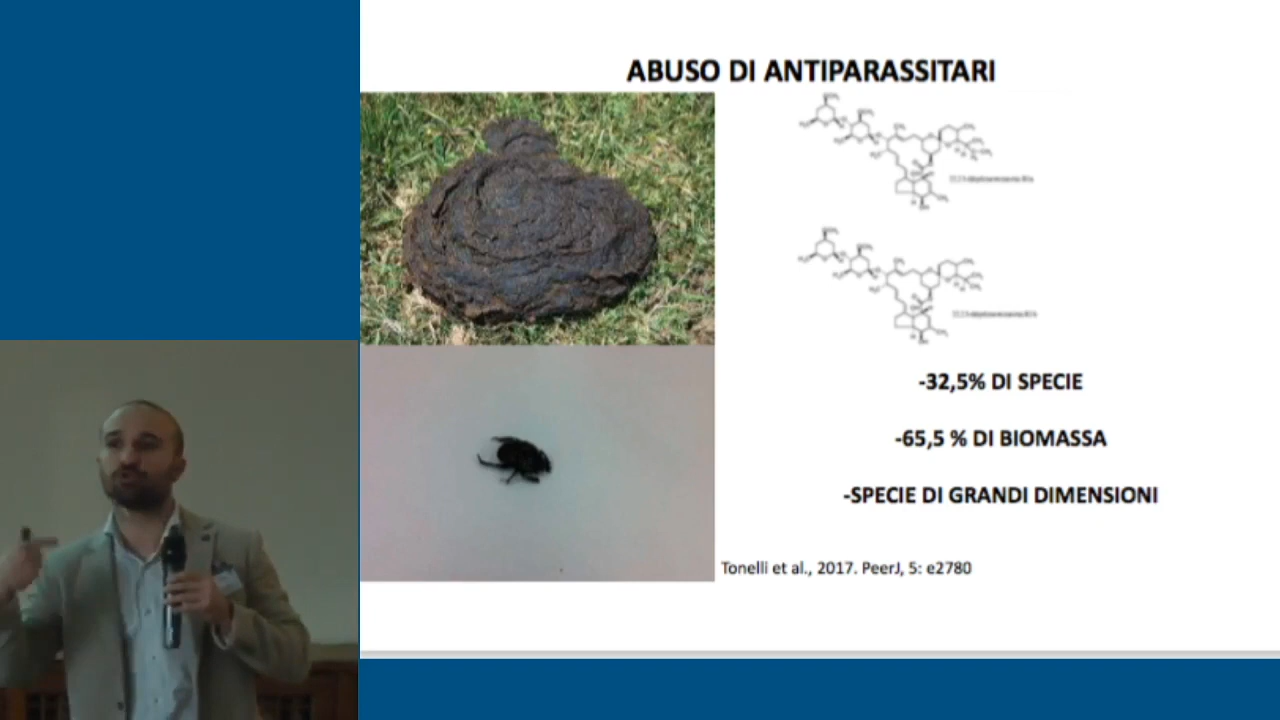 ABUSO DI ANTIPARASSITARI
-32,5% DI SPECIE
-65,5 % DI BIOMASSA
-SPECIE DI GRANDI DIMENSIONI
Tonelli et al., 2017. PeerJ, 5: e2780